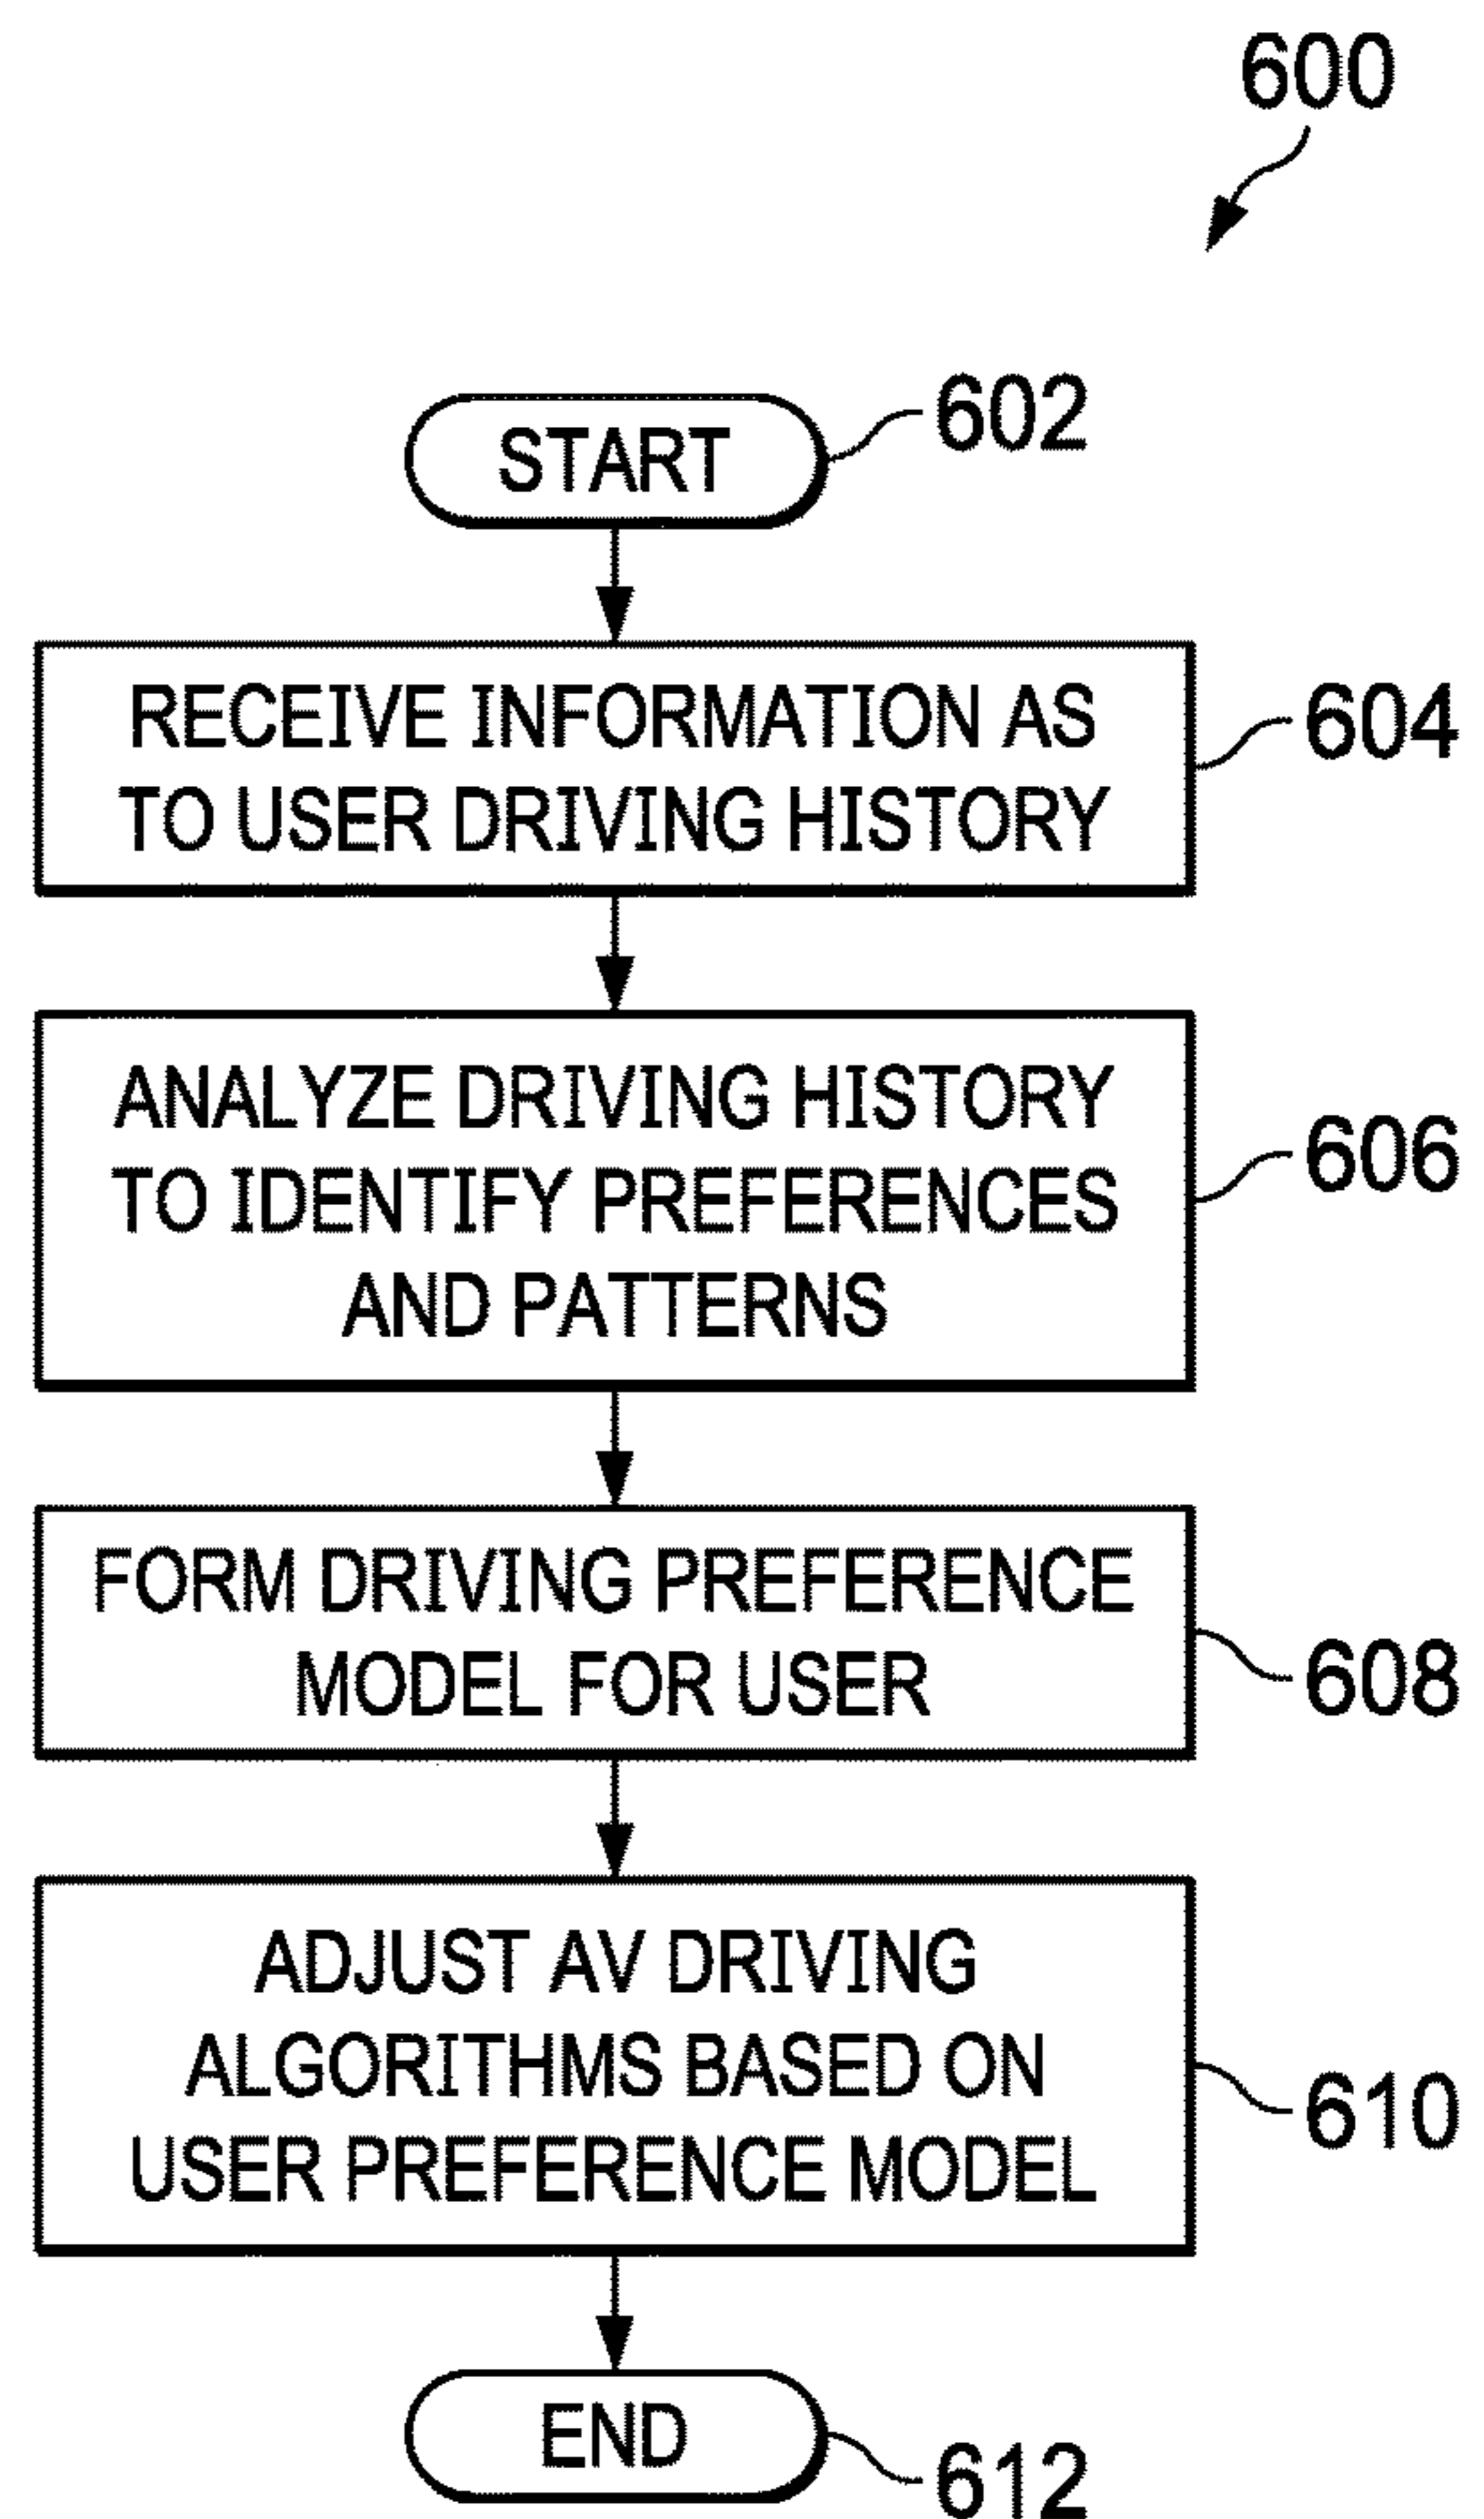 600
START
602
RECEIVE INFORMATION AS
TO USER DRIVING HISTORY
604
ANALYZE DRIVING HISTORY
TO IDENTIFY PREFERENCES
AND PATTERNS
606
FORM DRIVING PREFERENCE
MODEL FOR USER
608
ADJUST AV DRIVING
ALGORITHMS BASED ON
USER PREFERENCE MODEL
610
END
612